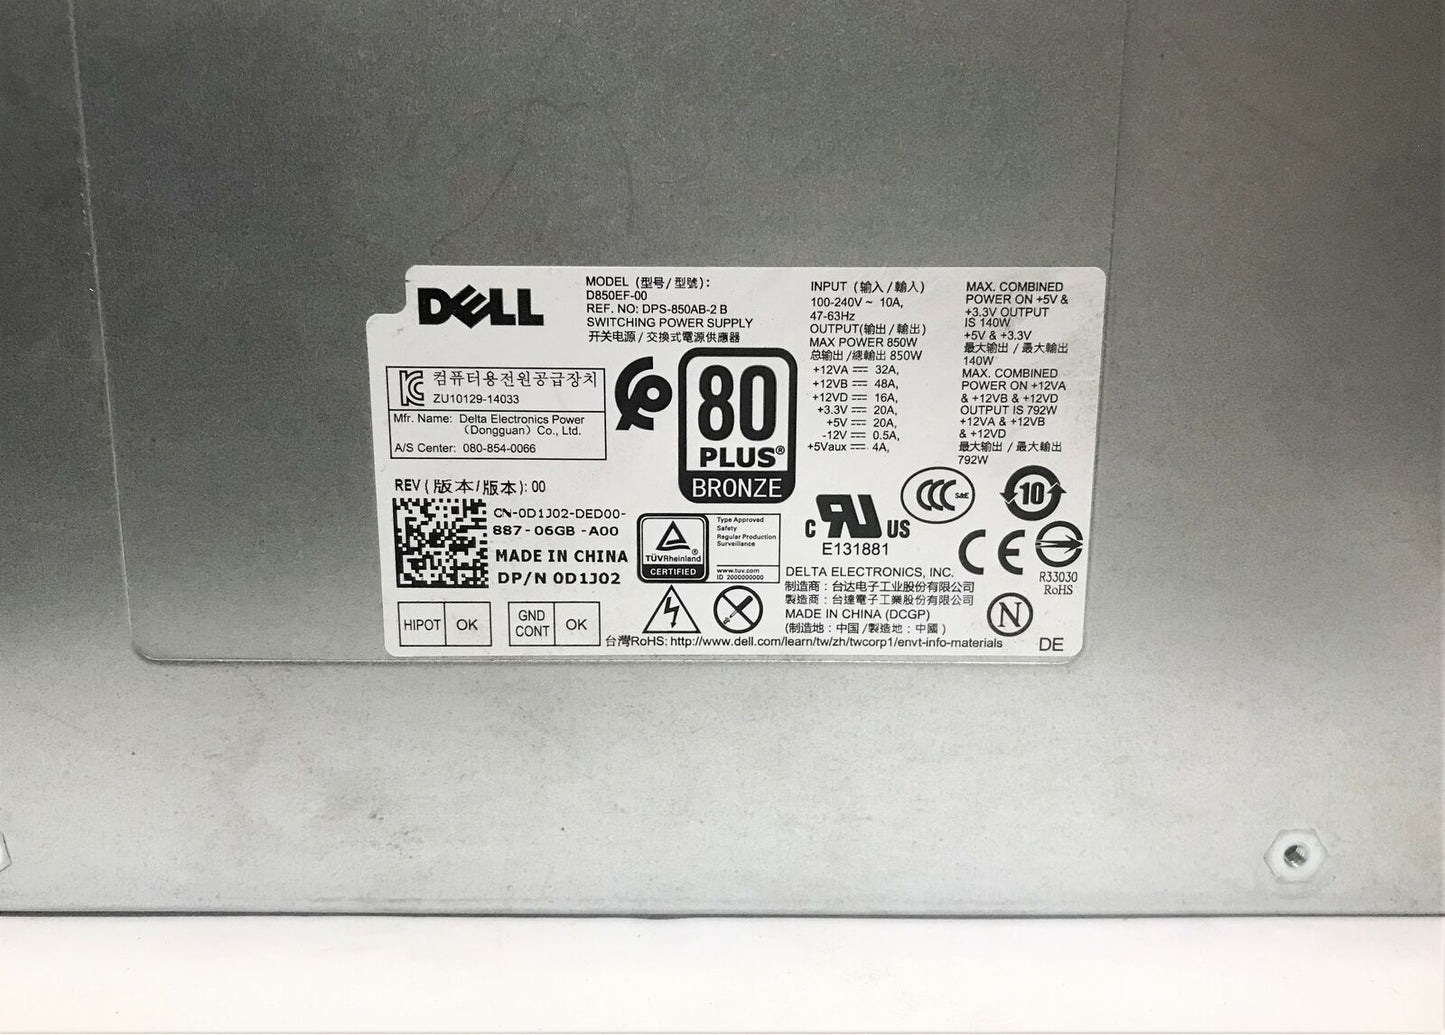 DELL
MODEL (型号/型號):
D850EF-00
REF. NO: DPS-850AB-2 B
SWITCHING POWER SUPPLY
开关电源 / 交換式電源供應器
컴퓨터용전원공급장치
ZU10129-14033
Mfr. Name: Delta Electronics Power
(Dongguan) Co., Ltd.
A/S Center: 080-854-0066
80
PLUS®
BRONZE
INPUT (输入 / 輸入)
100-240V ~ 10A,
47-63Hz
OUTPUT(输出 / 輸出)
MAX POWER 850W
总输出 /總輸出 850W
+12VA ⎓ 32A,
+12VB ⎓ 48A,
+12VD ⎓ 16A,
+3.3V ⎓ 20A,
+5V ⎓ 20A,
-12V ⎓ 0.5A,
+5Vaux ⎓ 4A,
MAX. COMBINED
POWER ON +5V &
+3.3V OUTPUT
IS 140W
+5V & +3.3V
最大输出 / 最大輸出
140W
MAX. COMBINED
POWER ON +12VA
& +12VB & +12VD
OUTPUT IS 792W
+12VA & +12VB
& +12VD
最大输出 / 最大輸出
792W
REV (版本/版本): 00
CN-0D1J02-DED00-
887-06GB-A00
MADE IN CHINA
DP/N 0D1J02
HIPOT OK
GND
CONT OK
TÜVRheinland®
CERTIFIED
Type Approved
Safety
Regular Production
Surveillance
www.tuv.com
ID 2000000000
c RU US
E131881
CCC S&E
10
CE
R33030
RoHS
DELTA ELECTRONICS, INC.
制造商：台达电子工业股份有限公司
製造商：台達電子工業股份有限公司
MADE IN CHINA (DCGP)
(制造地：中国 /製造地：中國 )
N
台灣RoHS: http://www.dell.com/learn/tw/zh/twcorp1/envt-info-materials
DE